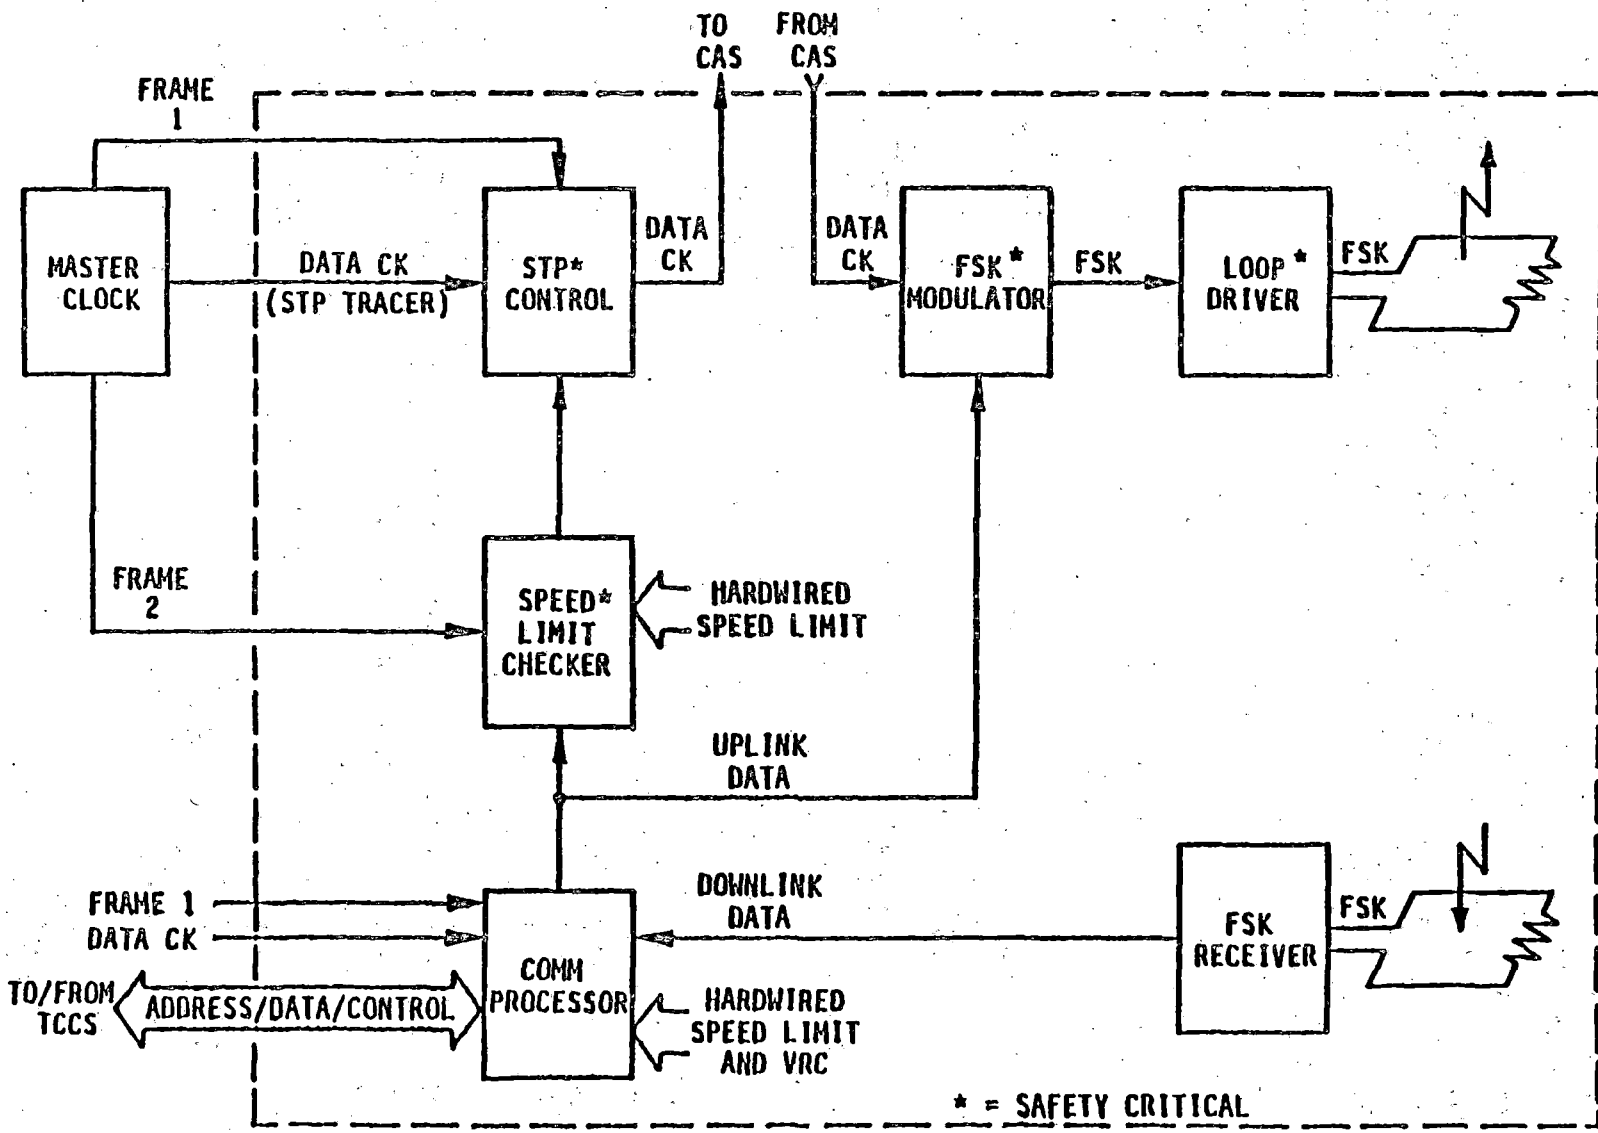 TO
CAS
FROM
CAS
FRAME
1
MASTER
CLOCK
DATA CK
(STP TRACER)
STP*
CONTROL
DATA
CK
DATA
CK
FSK*
MODULATOR
FSK
LOOP*
DRIVER
FSK
FRAME
2
SPEED*
LIMIT
CHECKER
HARDWIRED
SPEED LIMIT
UPLINK
DATA
FRAME 1
DATA CK
TO/FROM
TCCS
ADDRESS/DATA/CONTROL
COMM
PROCESSOR
DOWNLINK
DATA
HARDWIRED
SPEED LIMIT
AND VRC
FSK
RECEIVER
FSK
* = SAFETY CRITICAL